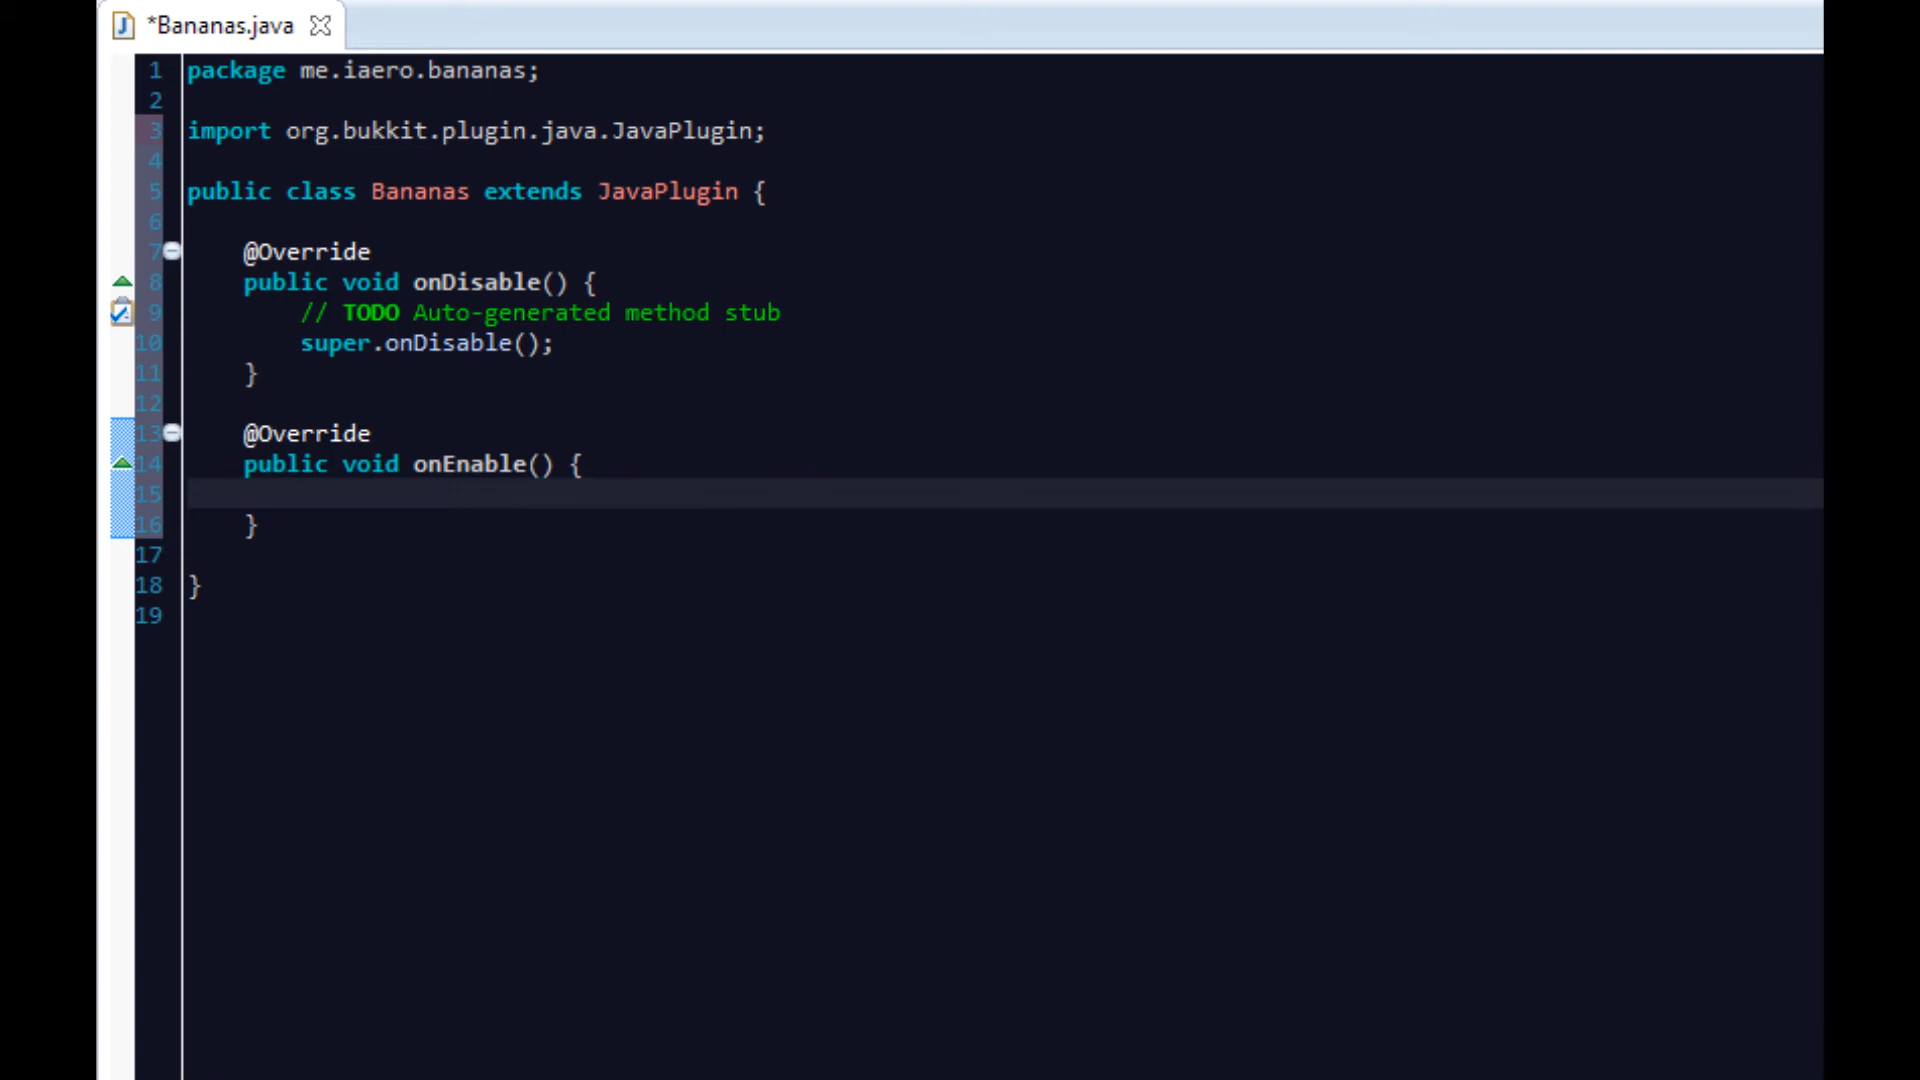 *Bananas.java
1 package me.iaero.bananas;
2
3 import org.bukkit.plugin.java.JavaPlugin;
4
5 public class Bananas extends JavaPlugin {
6
7 @Override
8 public void onDisable() {
9 // TODO Auto-generated method stub
10 super.onDisable();
11 }
12
13 @Override
14 public void onEnable() {
15
16 }
17
18 }
19